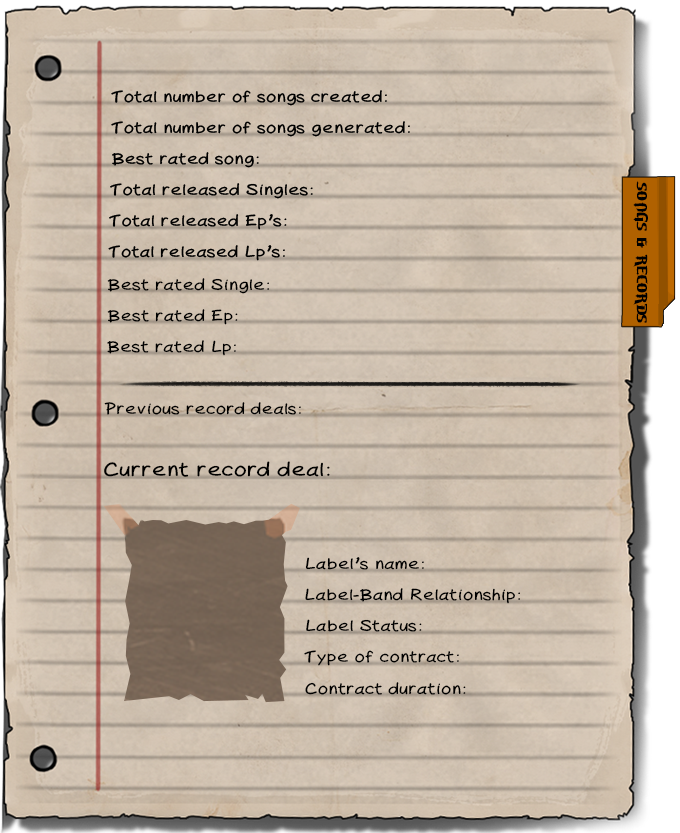 Total number of songs created:
Total number of songs generated:
Best rated song:
Total released Singles:
Total released Ep's:
Total released Lp's:
Best rated Single:
Best rated Ep:
Best rated Lp:
SONGS & RECORDS
Previous record deals:
Current record deal:
Label's name:
Label-Band Relationship:
Label Status:
Type of contract:
Contract duration: